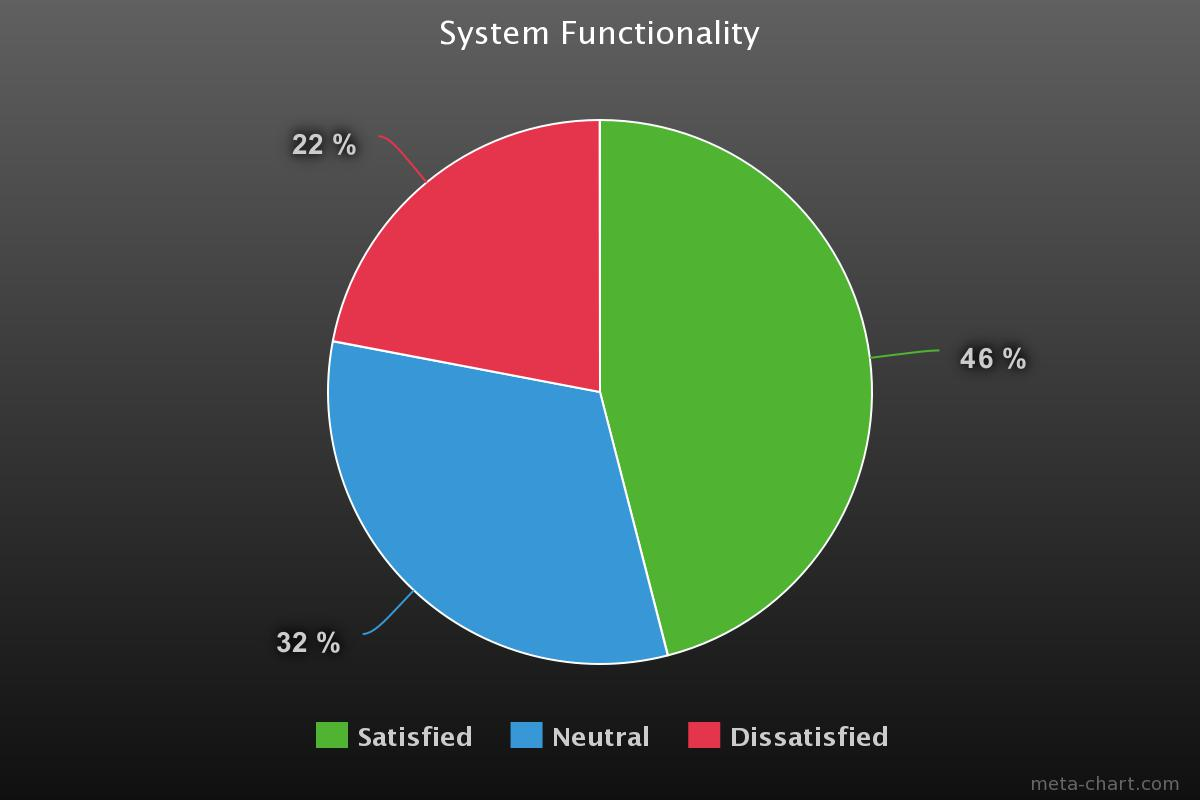 System Functionality
22 %
46 %
32 %
Satisfied
Neutral
Dissatisfied
meta-chart.com